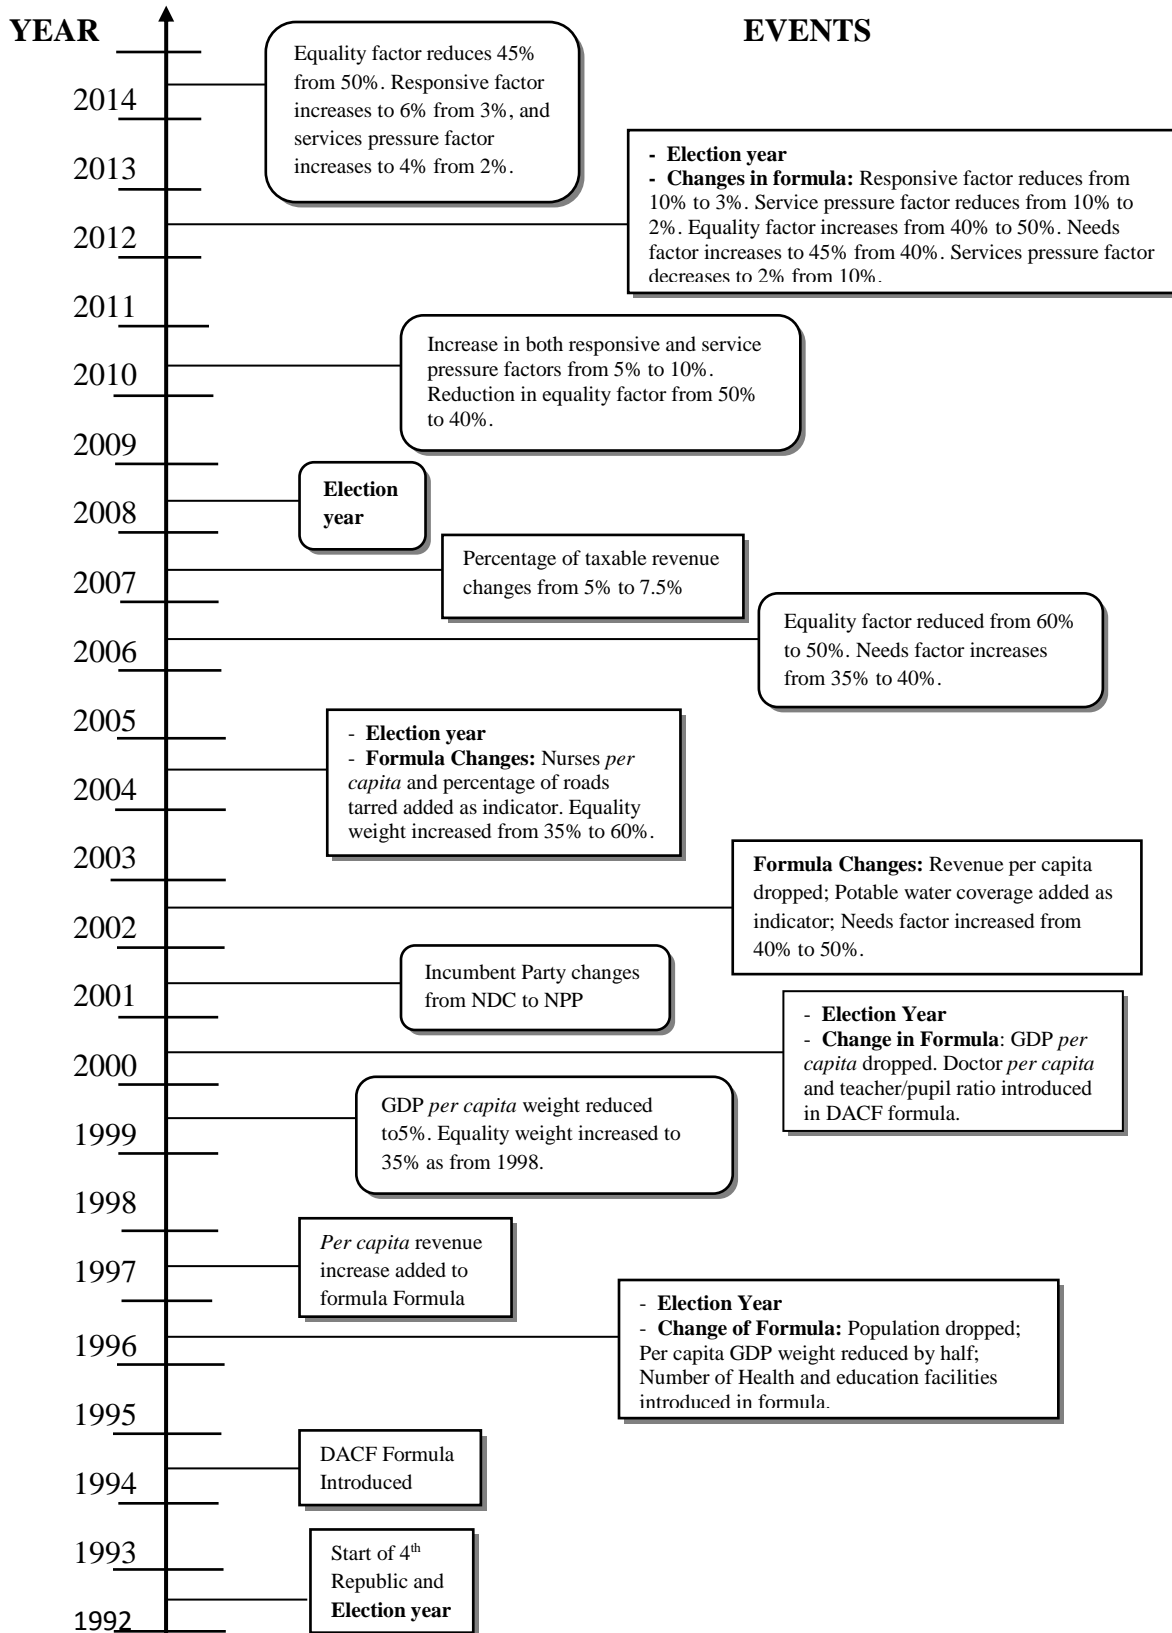 YEAR
EVENTS
Equality factor reduces 45%
from 50%. Responsive factor
increases to 6% from 3%, and
services pressure factor
increases to 4% from 2%.
2014
- Election year
- Changes in formula: Responsive factor reduces from
10% to 3%. Service pressure factor reduces from 10% to
2%. Equality factor increases from 40% to 50%. Needs
factor increases to 45% from 40%. Services pressure factor
decreases to 2% from 10%.
2013
2012
2011
Increase in both responsive and service
pressure factors from 5% to 10%.
Reduction in equality factor from 50%
to 40%.
2010
2009
Election
year
2008
Percentage of taxable revenue
changes from 5% to 7.5%
2007
Equality factor reduced from 60%
to 50%. Needs factor increases
from 35% to 40%.
2006
2005
- Election year
- Formula Changes: Nurses per
capita and percentage of roads
tarred added as indicator. Equality
weight increased from 35% to 60%.
2004
2003
Formula Changes: Revenue per capita
dropped; Potable water coverage added as
indicator; Needs factor increased from
40% to 50%.
2002
Incumbent Party changes
from NDC to NPP
2001
- Election Year
- Change in Formula: GDP per
capita dropped. Doctor per capita
and teacher/pupil ratio introduced
in DACF formula.
2000
GDP per capita weight reduced
to5%. Equality weight increased to
35% as from 1998.
1999
1998
Per capita revenue
increase added to
formula Formula
1997
- Election Year
- Change of Formula: Population dropped;
Per capita GDP weight reduced by half;
Number of Health and education facilities
introduced in formula.
1996
1995
DACF Formula
Introduced
1994
1993
Start of 4th
Republic and
Election year
1992